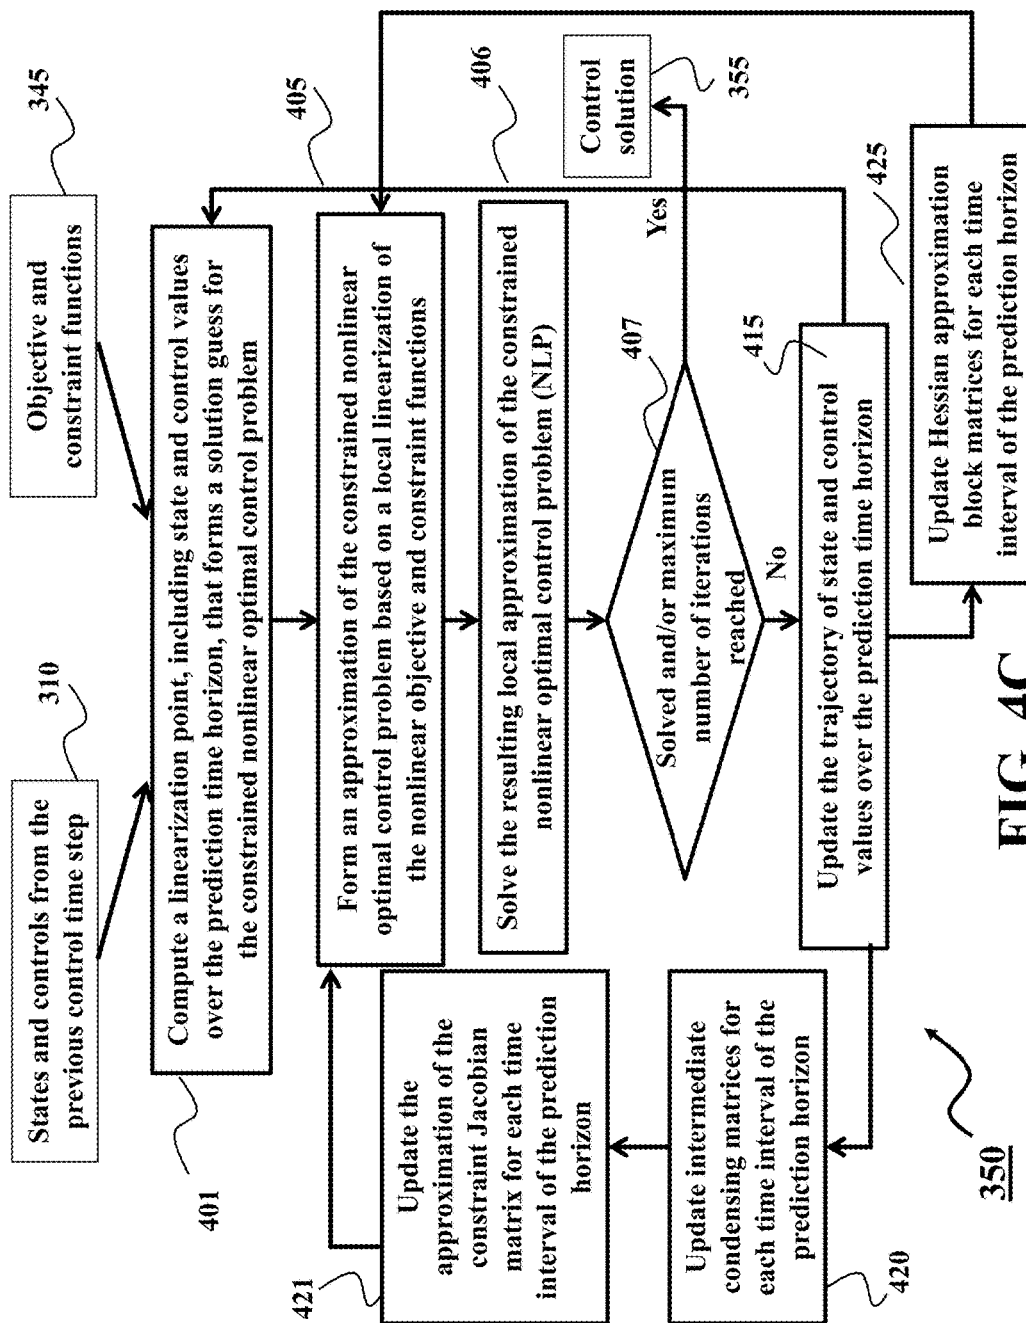 States and controls from the
previous control time step
310
Objective and
constraint functions
345
Compute a linearization point, including state and control values
over the prediction time horizon, that forms a solution guess for
the constrained nonlinear optimal control problem
401
405
Form an approximation of the constrained nonlinear
optimal control problem based on a local linearization of
the nonlinear objective and constraint functions
406
Solve the resulting local approximation of the constrained
nonlinear optimal control problem (NLP)
Solved and/or maximum
number of iterations
reached
407
Yes
No
Control
solution
355
Update the trajectory of state and control
values over the prediction time horizon
415
Update Hessian approximation
block matrices for each time
interval of the prediction horizon
425
Update the
approximation of the
constraint Jacobian
matrix for each time
interval of the prediction
horizon
421
Update intermediate
condensing matrices for
each time interval of the
prediction horizon
420
350
FIG. 4C